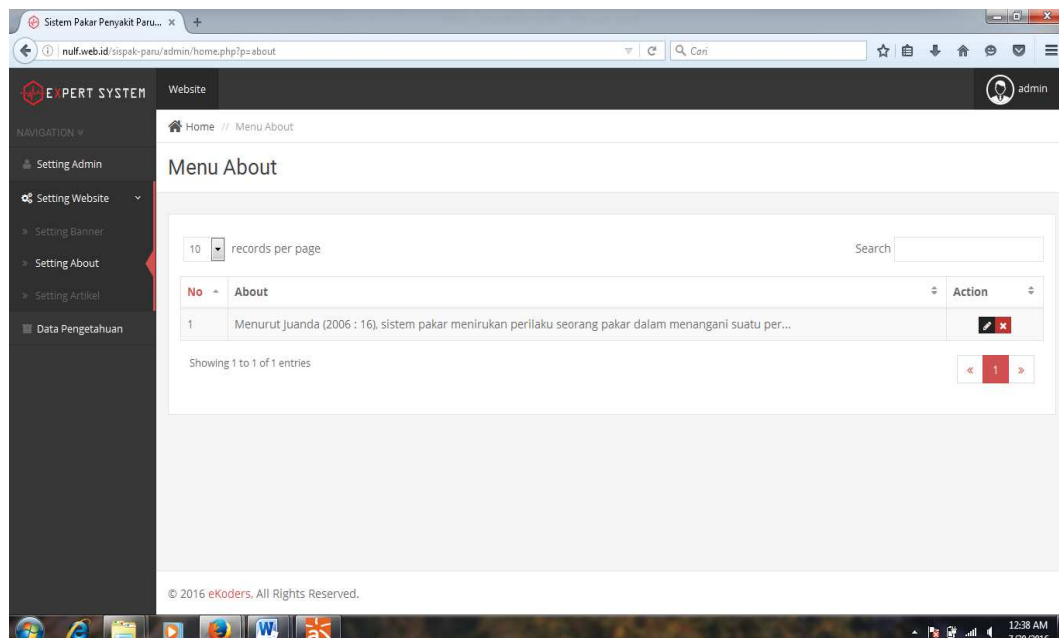 Sistem Pakar Penyakit Paru...
nulf.web.id/sispak-paru/admin/home.php?p=about
Cari
EXPERT SYSTEM
Website
admin
NAVIGATION
Home // Menu About
Setting Admin
Menu About
Setting Website
Setting Banner
Setting About
Setting Artikel
Data Pengetahuan
10 records per page
Search
No About Action
1 Menurut Juanda (2006 : 16), sistem pakar menirukan perilaku seorang pakar dalam menangani suatu per...
Showing 1 to 1 of 1 entries
« 1 »
© 2016 eKoders, All Rights Reserved.
12:38 AM